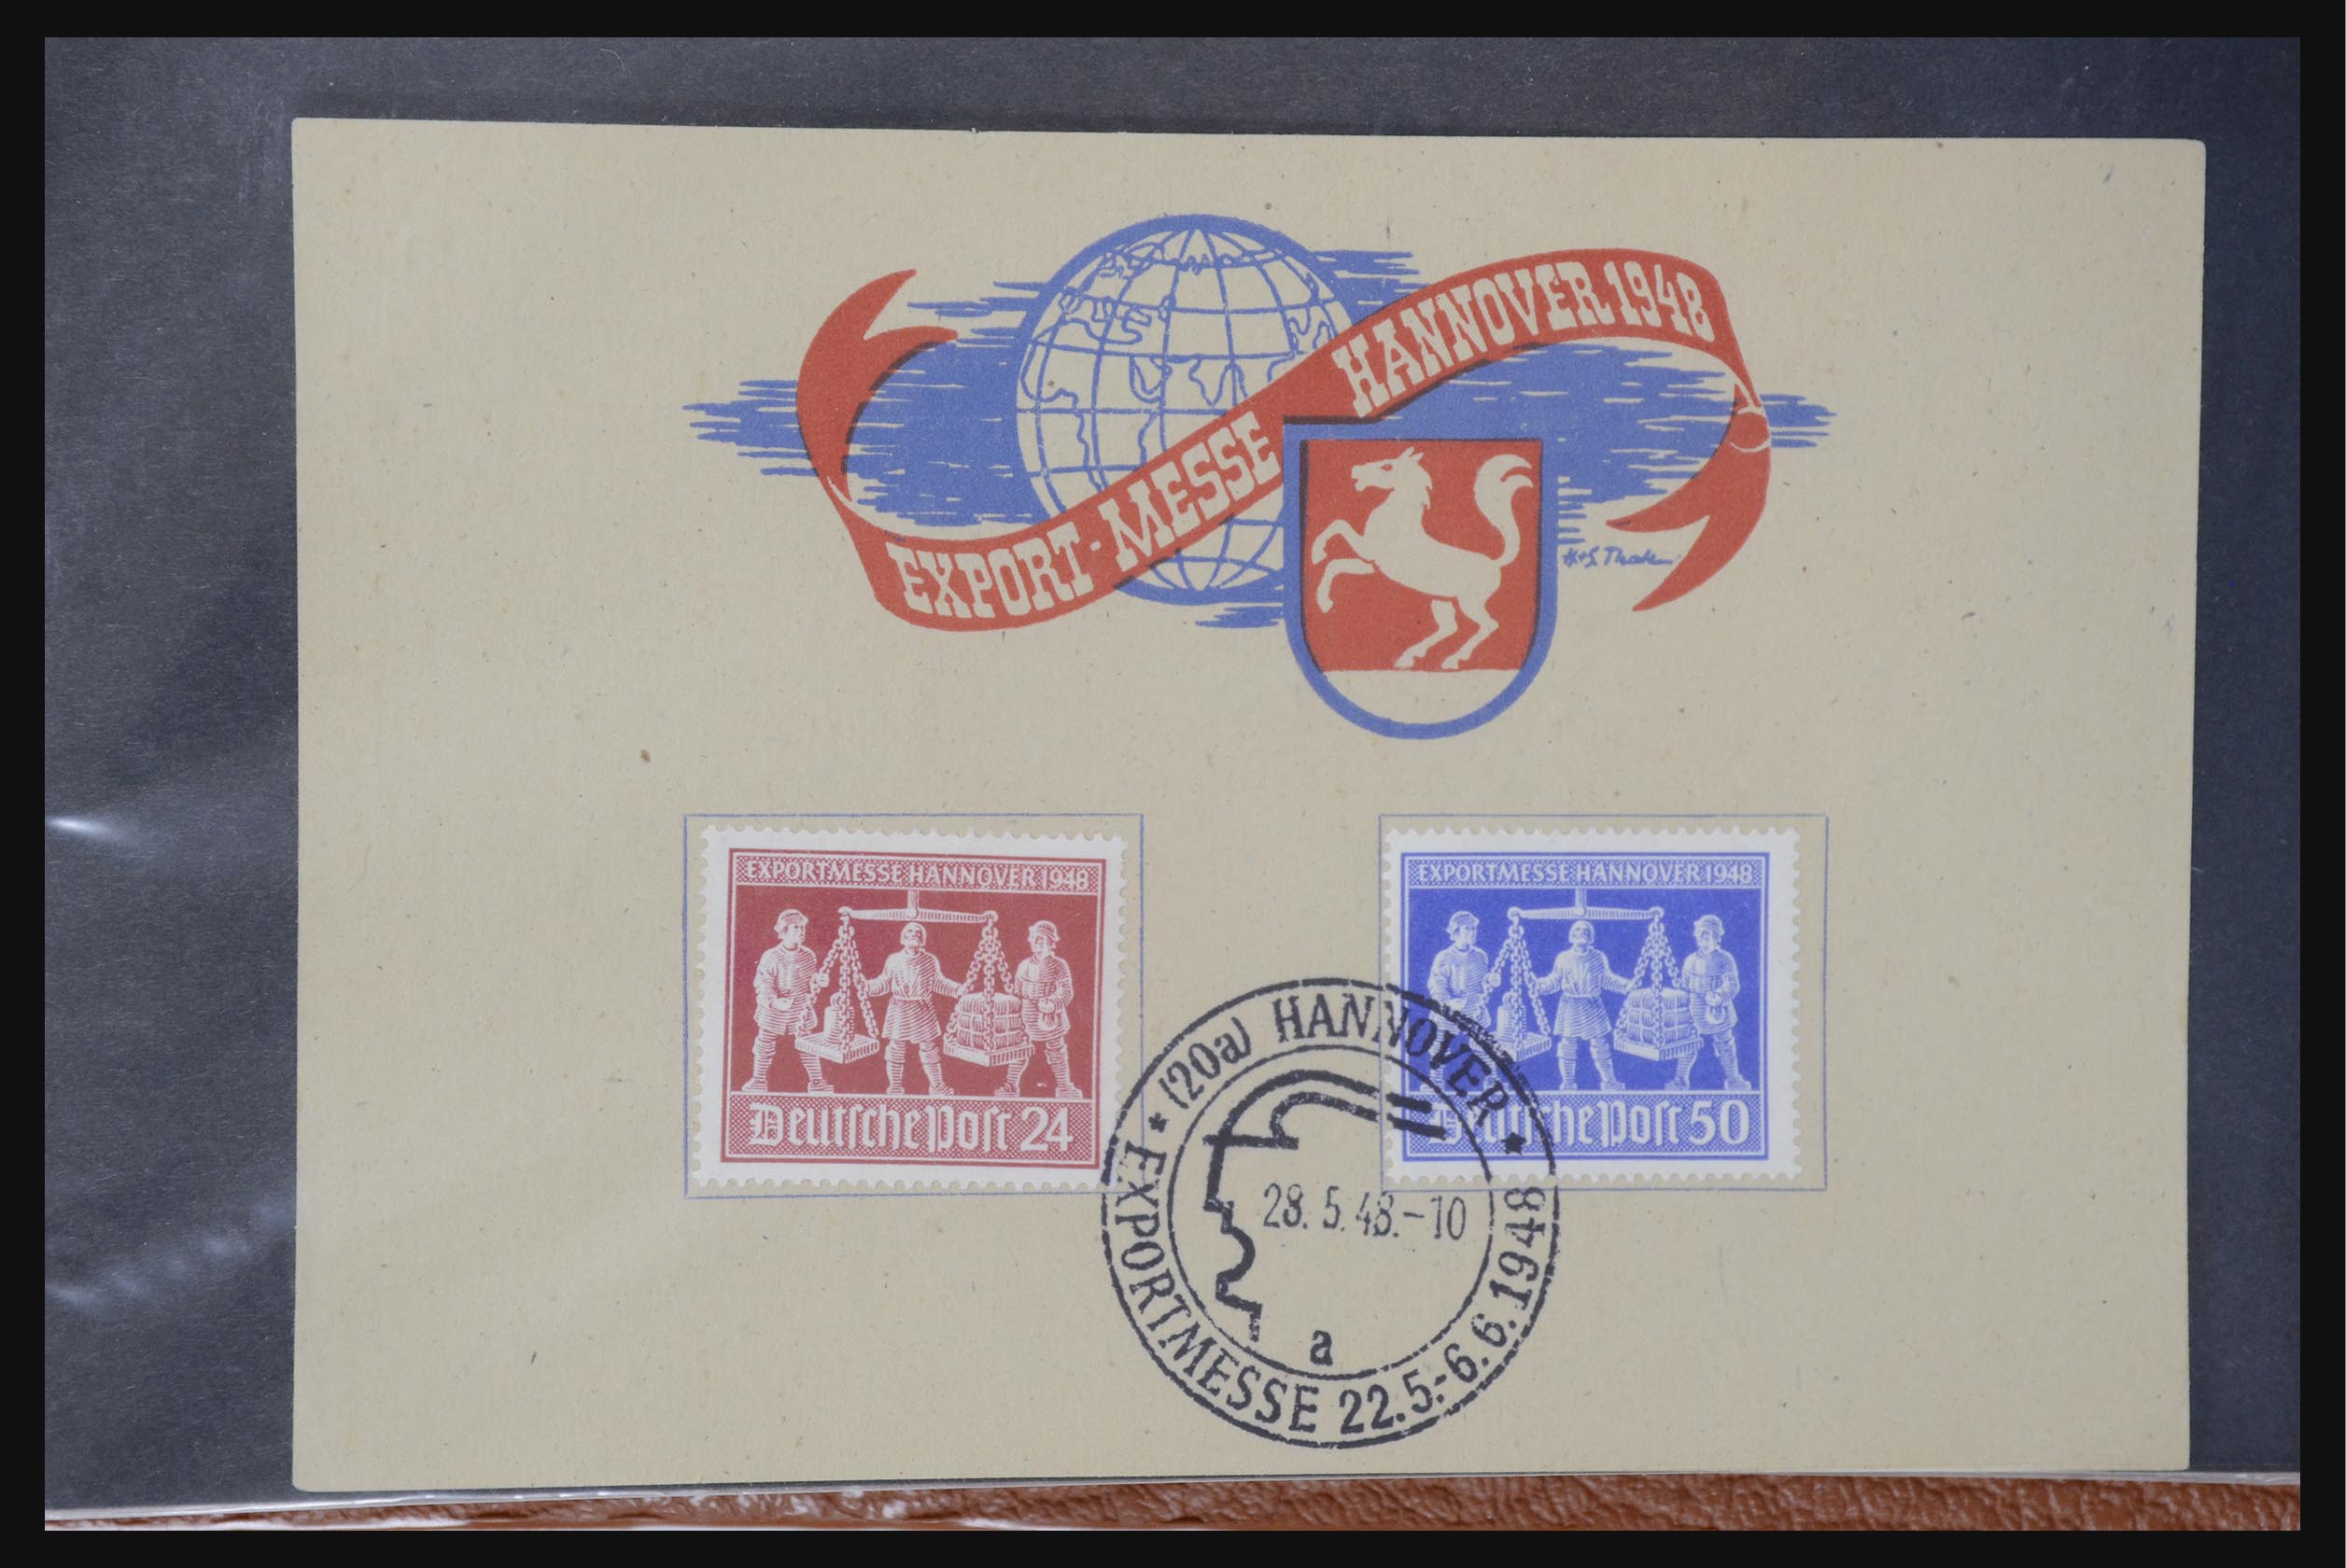 EXPORT-MESSE HANNOVER 1948
EXPORTMESSE HANNOVER 1948
Deutsche Post 24
EXPORTMESSE HANNOVER 1948
Deutsche Post 50
(20a) HANNOVER
28.5.48.-10
a
* EXPORTMESSE 22.5.-6.6.1948 *